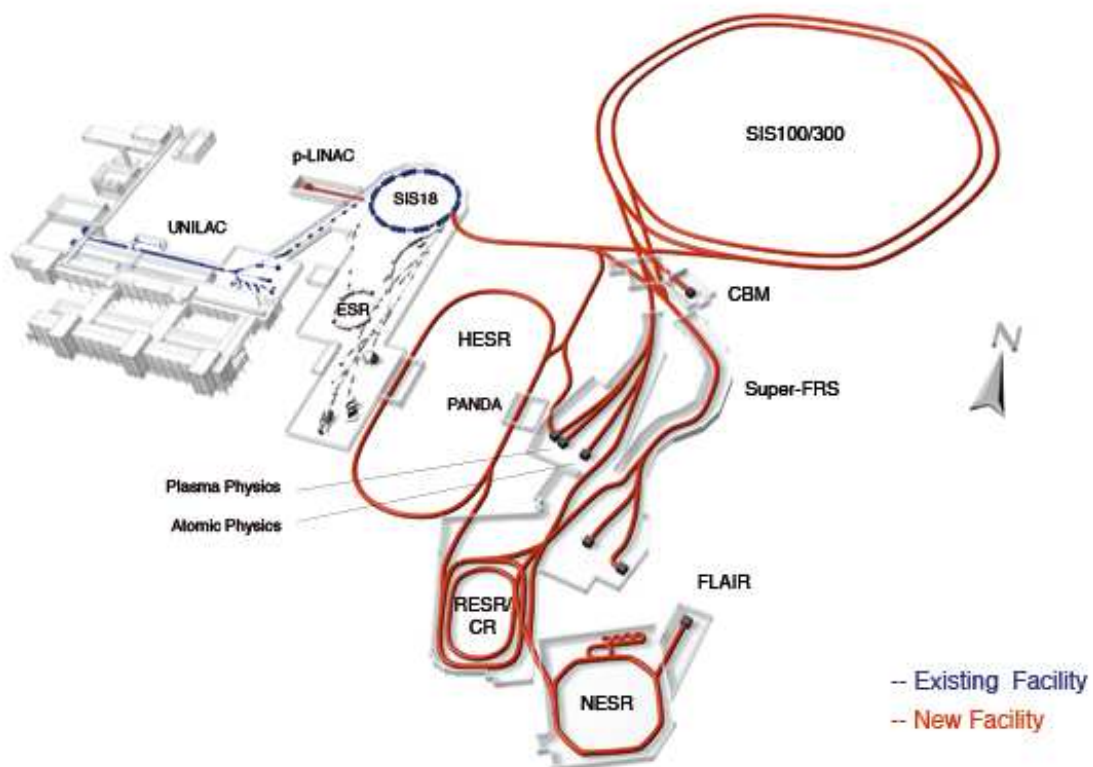 SIS100/300
p-LINAC
SIS18
UNILAC
ESR
CBM
HESR
N
Super-FRS
PANDA
Plasma Physics
Atomic Physics
FLAIR
RESR/
CR
NESR
-- Existing Facility
-- New Facility